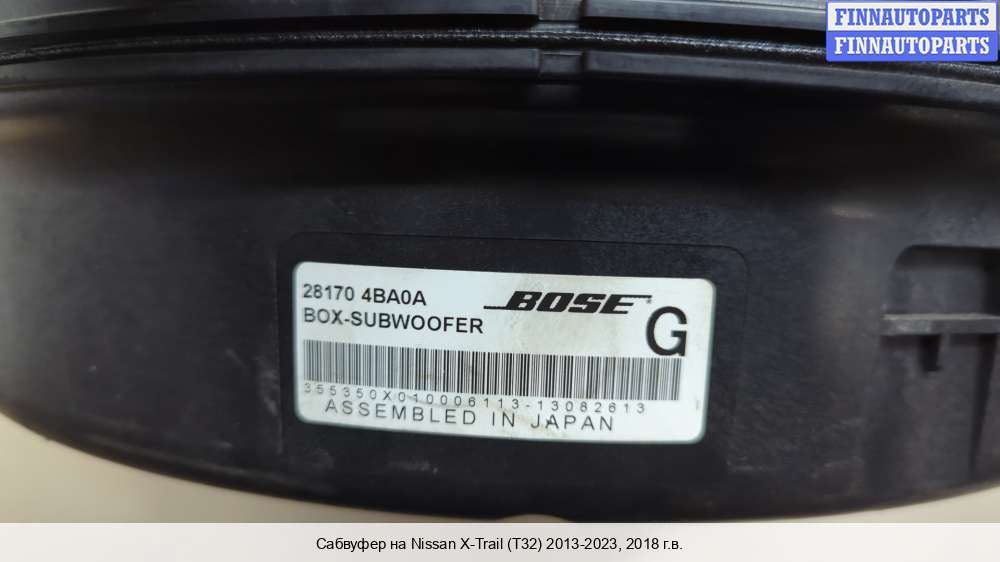 FINNAUTOPARTS
FINNAUTOPARTS
28170 4BA0A
BOSE®
BOX-SUBWOOFER
G
355350X010006113-13082613
ASSEMBLED IN JAPAN
Сабвуфер на Nissan X-Trail (T32) 2013-2023, 2018 г.в.